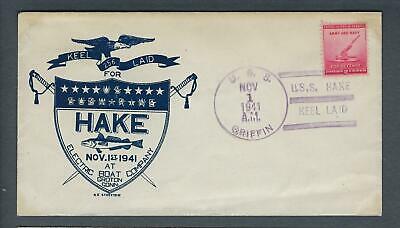 KEEL LAID
256
FOR
HAKE
NOV. 1ST 1941
AT
ELECTRIC BOAT COMPANY
GROTON
CONN.
U. S. S.
NOV
1
1941
A.M.
GRIFFIN
U.S.S. HAKE
KEEL LAID
ARMY AND NAVY